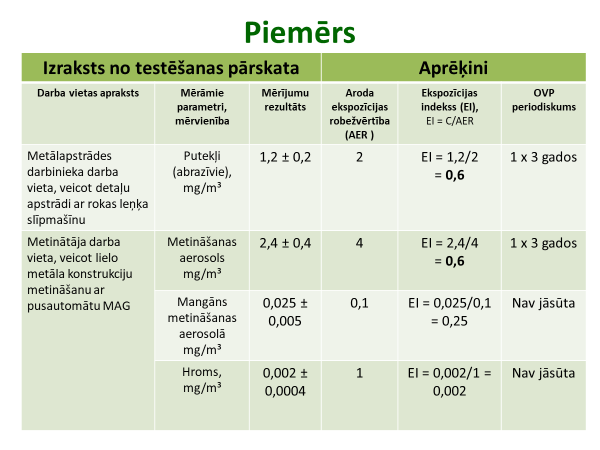 Piemērs
Izraksts no testēšanas pārskata
Aprēķini
Darba vietas apraksts
Mērāmie
parametri,
mērvienība
Mērījumu
rezultāts
Aroda
ekspozīcijas
robežvērtība
(AER )
Ekspozīcijas
indekss (EI),
EI = C/AER
OVP
periodiskums
Metālapstrādes
darbinieka darba
vieta, veicot detaļu
apstrādi ar rokas leņķa
slīpmašīnu
Putekļi
(abrazīvie),
mg/m³
1,2 ± 0,2
2
EI = 1,2/2
= 0,6
1 x 3 gados
Metinātāja darba
vieta, veicot lielo
metāla konstrukciju
metināšanu ar
pusautomātu MAG
Metināšanas
aerosols
mg/m³
2,4 ± 0,4
4
EI = 2,4/4
= 0,6
1 x 3 gados
Mangāns
metināšanas
aerosolā
mg/m³
0,025 ±
0,005
0,1
EI = 0,025/0,1
= 0,25
Nav jāsūta
Hroms,
mg/m³
0,002 ±
0,0004
1
EI = 0,002/1 =
0,002
Nav jāsūta